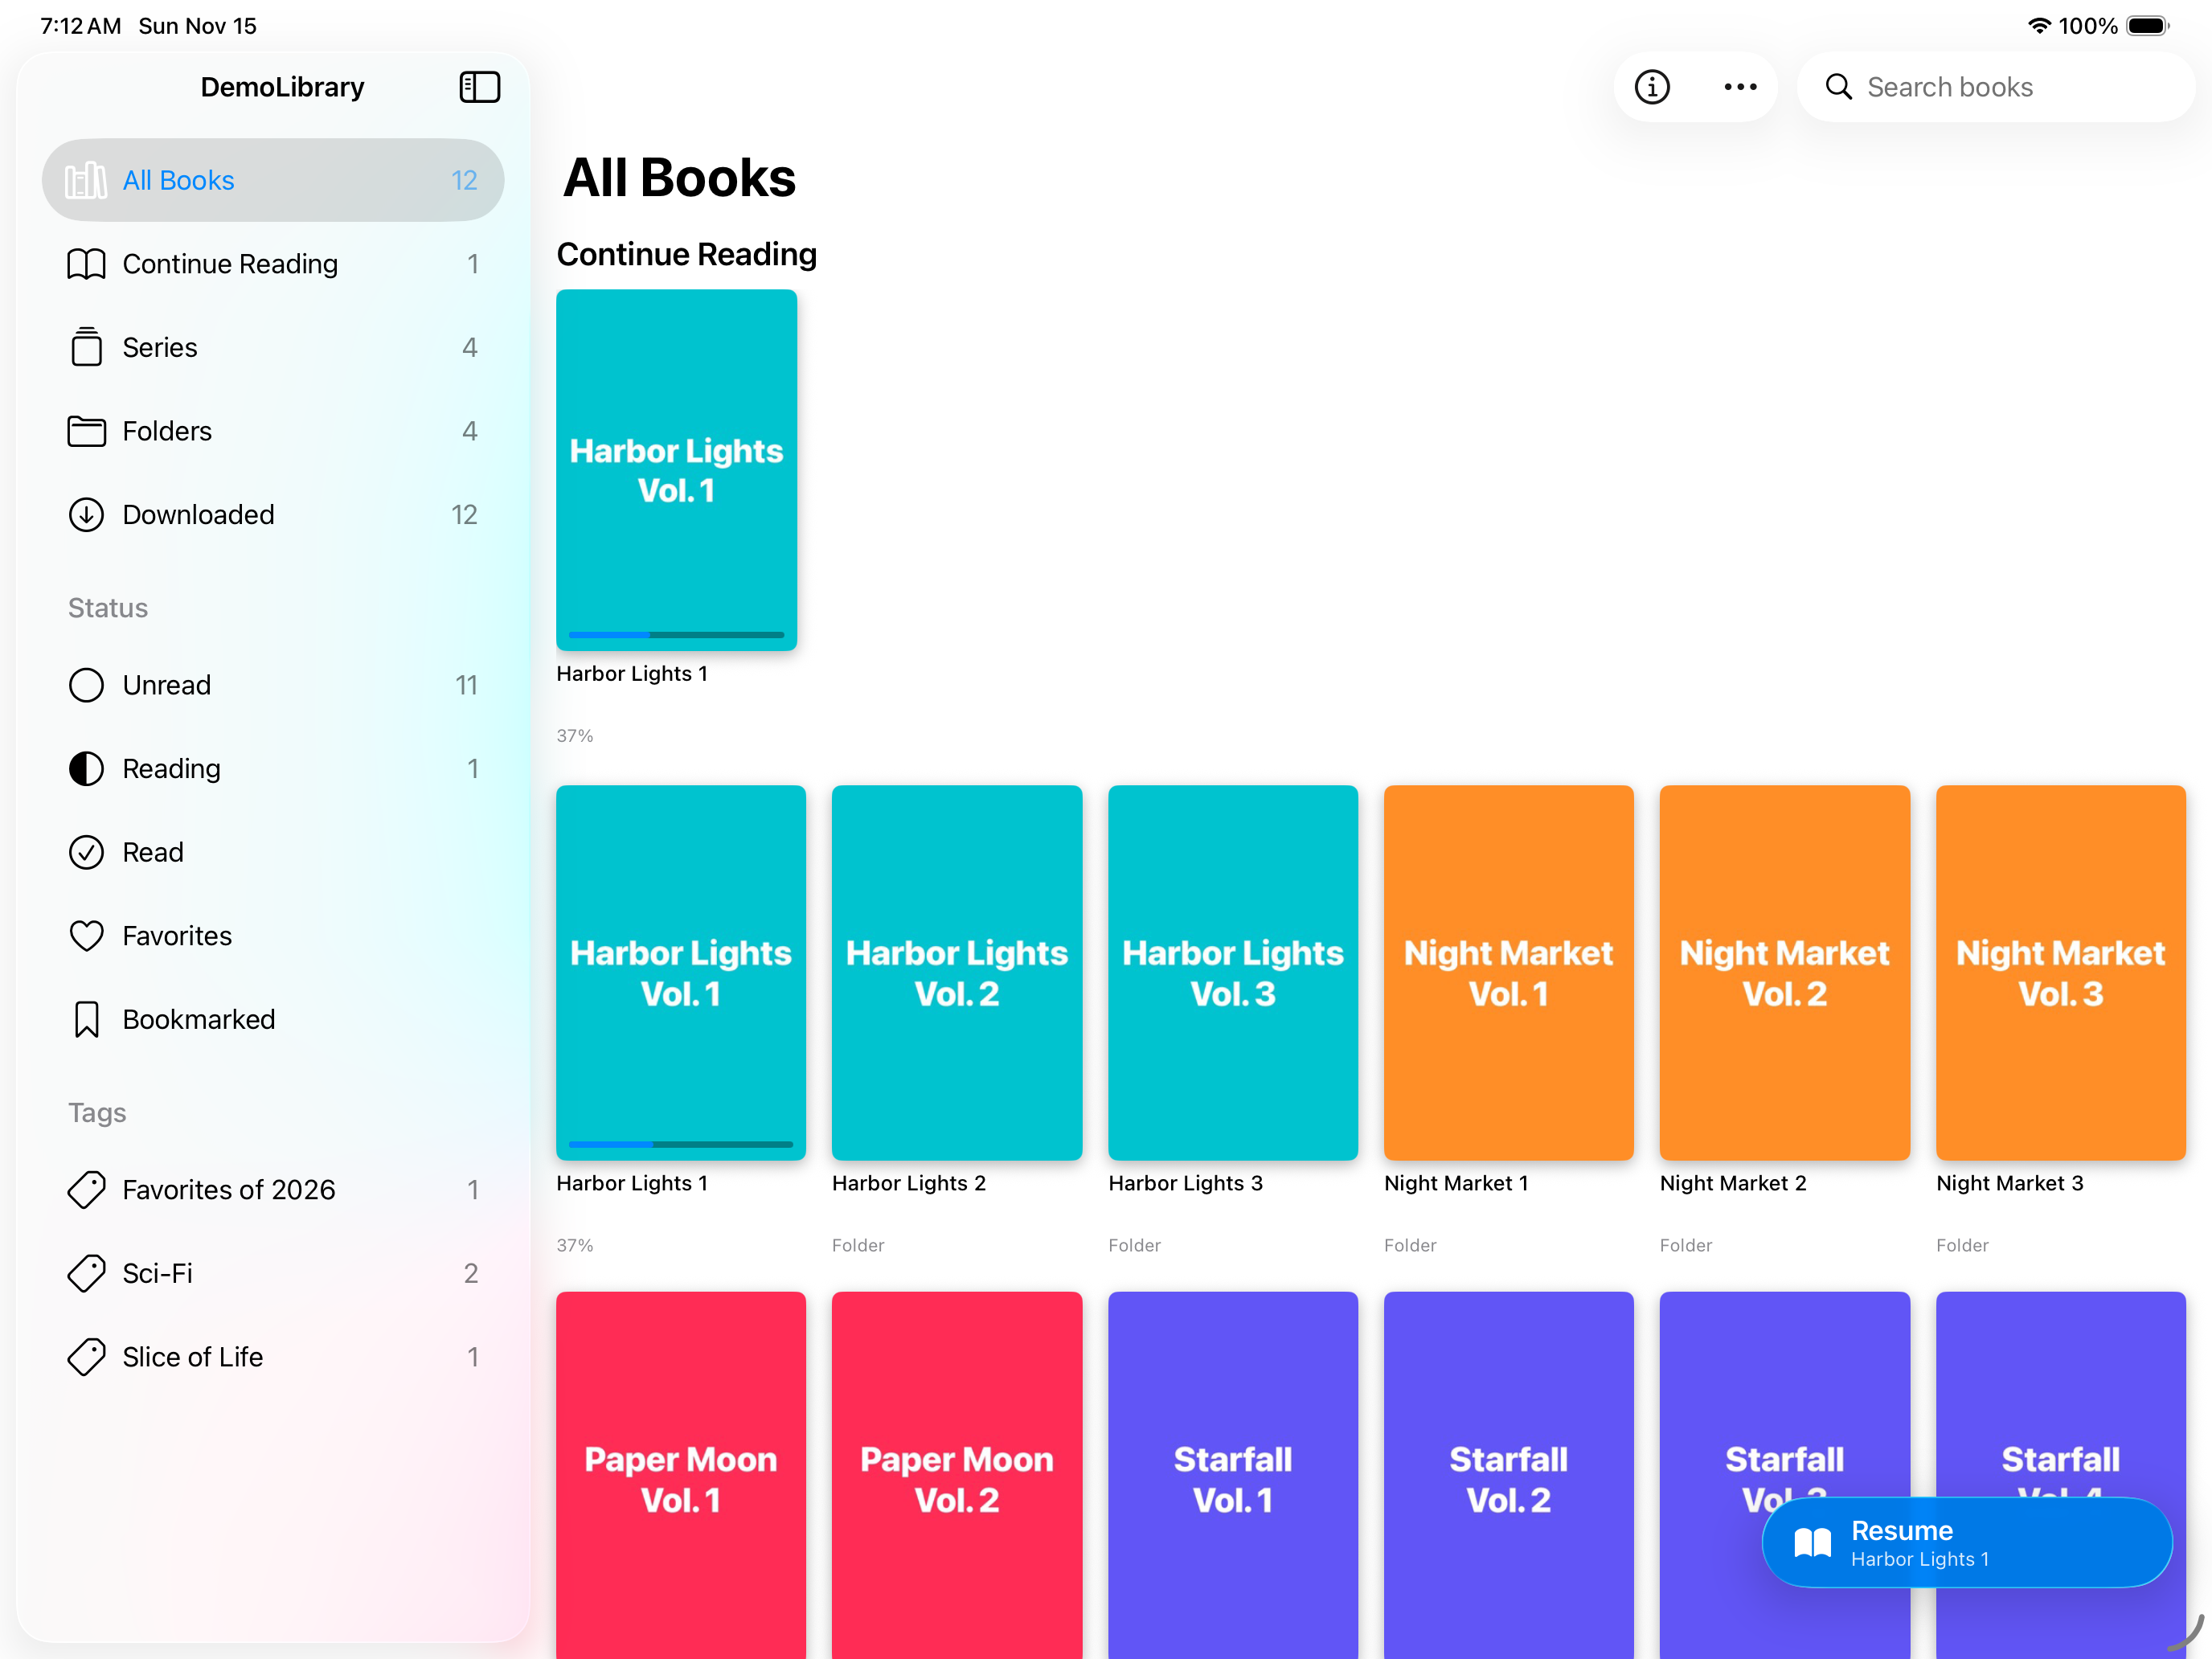 7:12 AM Sun Nov 15
100%
DemoLibrary
Search books
All Books 12
Continue Reading 1
Series 4
Folders 4
Downloaded 12
Status
Unread 11
Reading 1
Read
Favorites
Bookmarked
Tags
Favorites of 2026 1
Sci-Fi 2
Slice of Life 1
All Books
Continue Reading
Harbor Lights
Vol. 1
Harbor Lights 1
37%
Harbor Lights
Vol. 1
Harbor Lights 1
37%
Harbor Lights
Vol. 2
Harbor Lights 2
Folder
Harbor Lights
Vol. 3
Harbor Lights 3
Folder
Night Market
Vol. 1
Night Market 1
Folder
Night Market
Vol. 2
Night Market 2
Folder
Night Market
Vol. 3
Night Market 3
Folder
Paper Moon
Vol. 1
Paper Moon
Vol. 2
Starfall
Vol. 1
Starfall
Vol. 2
Starfall
Vol. 3
Starfall
Vol. 4
Resume
Harbor Lights 1